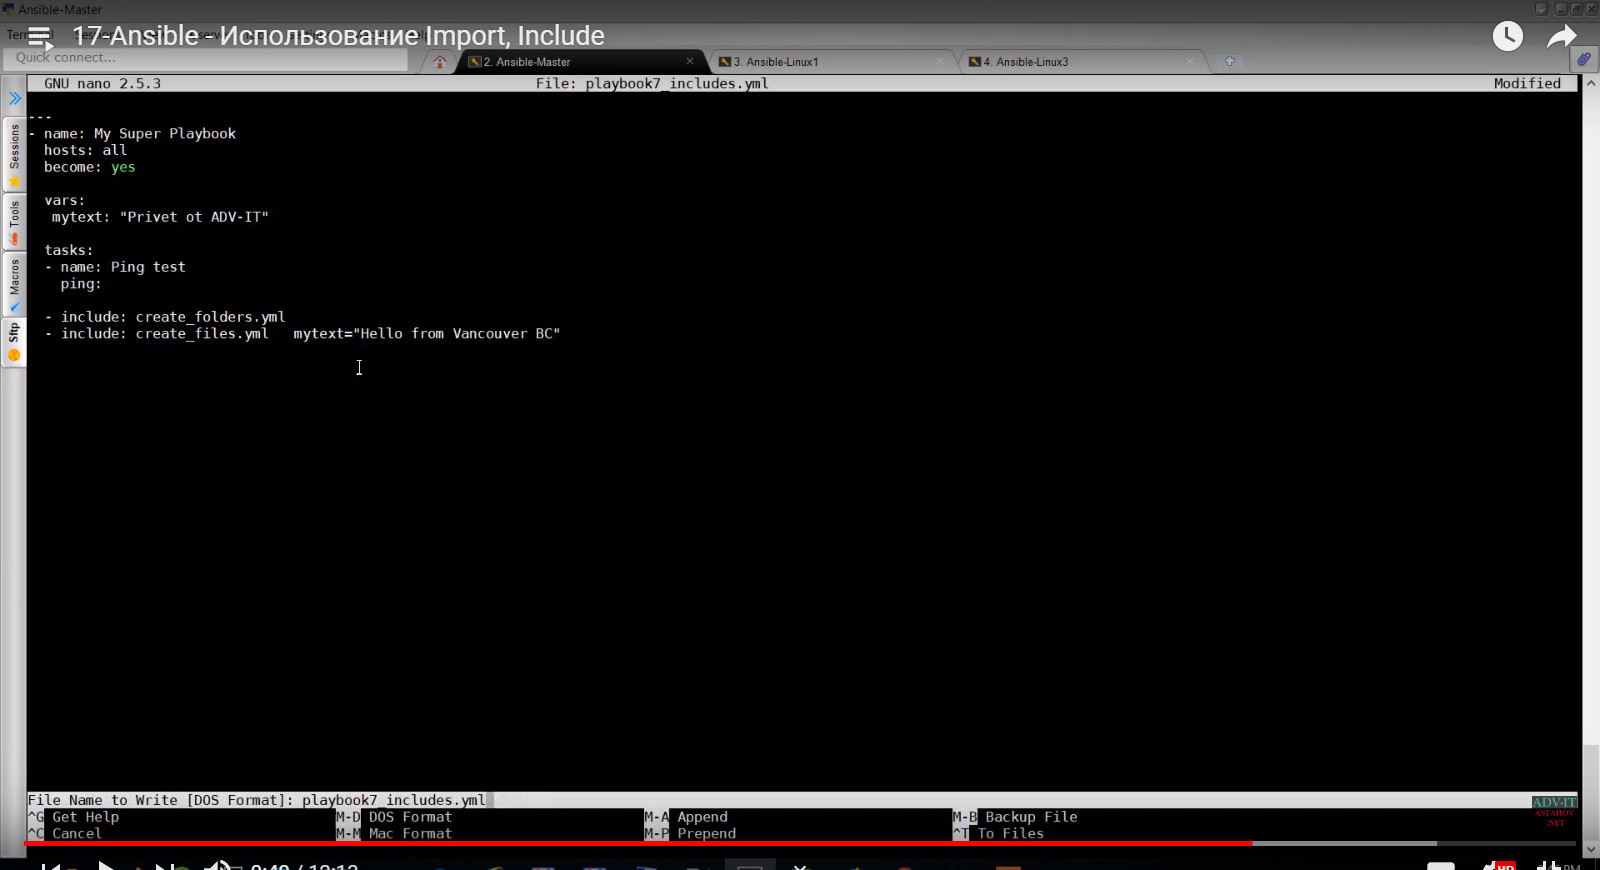 Ansible-Master
17-Ansible - Использование Import, Include
Quick connect...
2. Ansible-Master
3. Ansible-Linux1
4. Ansible-Linux3
GNU nano 2.5.3 File: playbook7_includes.yml Modified
Sessions
Tools
Macros
Sftp
---
- name: My Super Playbook
hosts: all
become: yes
vars:
mytext: "Privet ot ADV-IT"
tasks:
- name: Ping test
ping:
- include: create_folders.yml
- include: create_files.yml mytext="Hello from Vancouver BC"
File Name to Write [DOS Format]: playbook7_includes.yml
^G Get Help M-D DOS Format M-A Append M-B Backup File
^C Cancel M-M Mac Format M-P Prepend ^T To Files
ADV-IT
ASTAHOV
.NET
HD